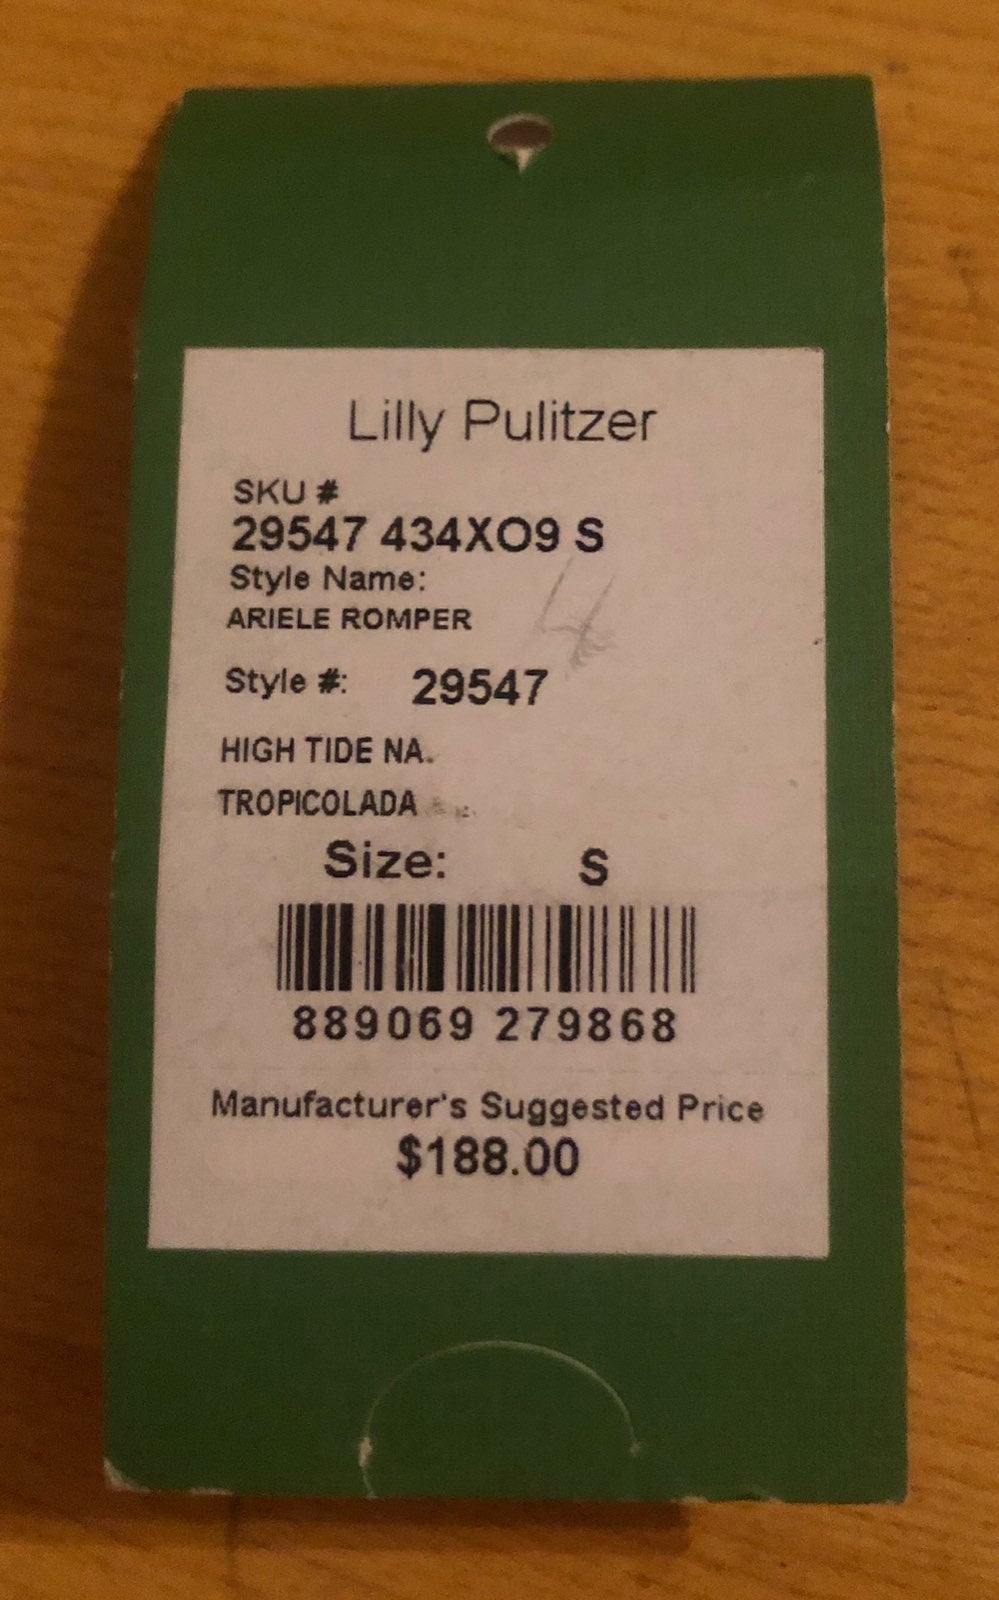 Lilly Pulitzer
SKU #
29547 434XO9 S
Style Name:
ARIELE ROMPER
4
Style #: 29547
HIGH TIDE NA.
TROPICOLADA
Size: S
889069 279868
Manufacturer's Suggested Price
$188.00